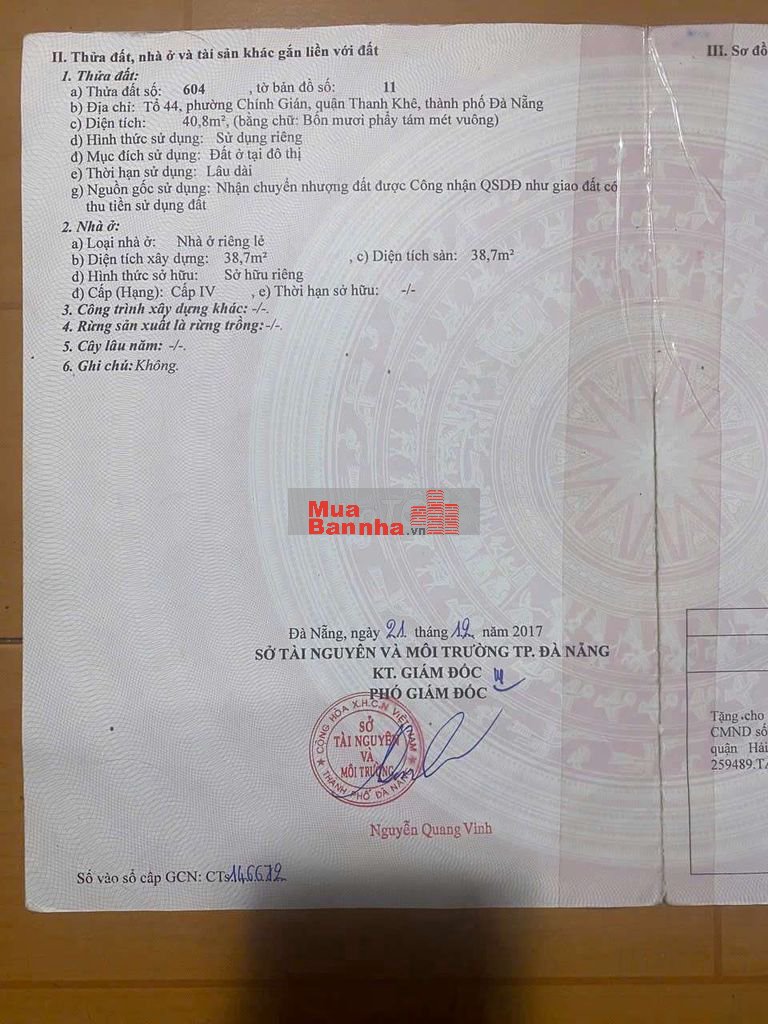 II. Thửa đất, nhà ở và tài sản khác gắn liền với đất
1. Thửa đất:
a) Thửa đất số: 604 , tờ bản đồ số: 11
b) Địa chỉ: Tổ 44, phường Chính Gián, quận Thanh Khê, thành phố Đà Nẵng
c) Diện tích: 40,8m², (bằng chữ: Bốn mươi phẩy tám mét vuông)
d) Hình thức sử dụng: Sử dụng riêng
đ) Mục đích sử dụng: Đất ở tại đô thị
e) Thời hạn sử dụng: Lâu dài
g) Nguồn gốc sử dụng: Nhận chuyển nhượng đất được Công nhận QSDĐ như giao đất có
thu tiền sử dụng đất
2. Nhà ở:
a) Loại nhà ở: Nhà ở riêng lẻ
b) Diện tích xây dựng: 38,7m² , c) Diện tích sàn: 38,7m²
d) Hình thức sở hữu: Sở hữu riêng
đ) Cấp (Hạng): Cấp IV , e) Thời hạn sở hữu: -/-
3. Công trình xây dựng khác: -/-.
4. Rừng sản xuất là rừng trồng:-/-.
5. Cây lâu năm: -/-.
6. Ghi chú: Không.
Mua
Bannha.vn
Đà Nẵng, ngày 21 tháng 12 năm 2017
SỞ TÀI NGUYÊN VÀ MÔI TRƯỜNG TP. ĐÀ NẴNG
KT. GIÁM ĐỐC
PHÓ GIÁM ĐỐC
CỘNG HÒA X.H.C.N VIỆT NAM
SỞ
TÀI NGUYÊN
VÀ
MÔI TRƯỜNG
THÀNH PHỐ ĐÀ NẴNG
Nguyễn Quang Vinh
Số vào sổ cấp GCN: CTs146672
III. Sơ đồ
Tặng cho
CMND số
quận Hải
259489.TA